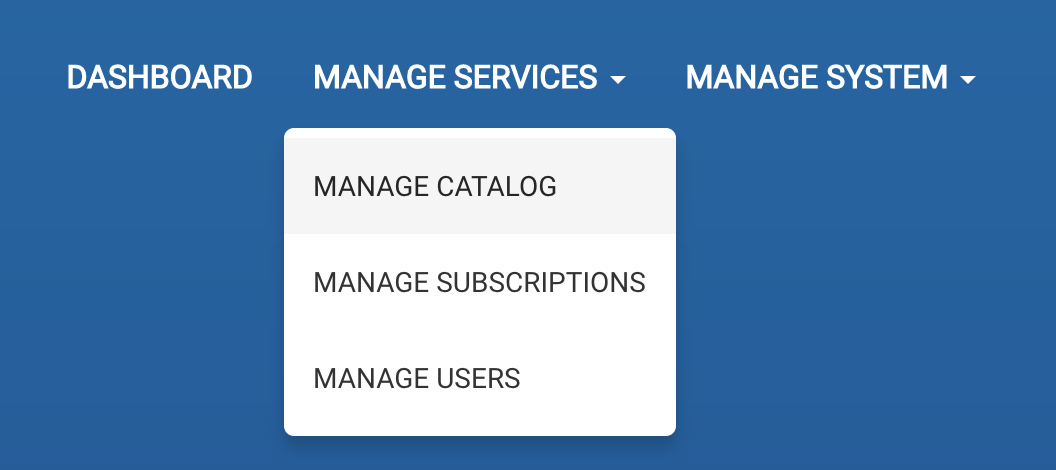 DASHBOARD MANAGE SERVICES MANAGE SYSTEM
MANAGE CATALOG
MANAGE SUBSCRIPTIONS
MANAGE USERS